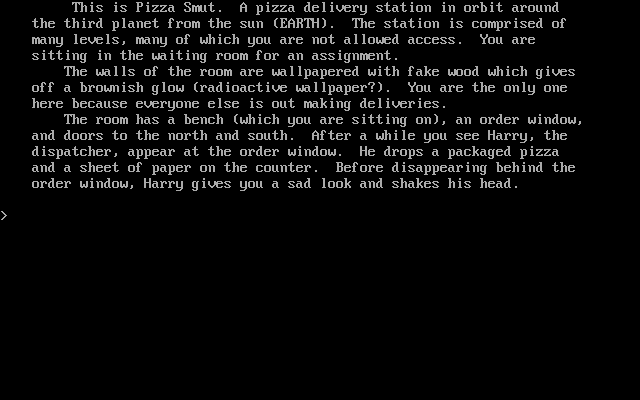 This is Pizza Smut.  A pizza delivery station in orbit around
the third planet from the sun (EARTH).  The station is comprised of
many levels, many of which you are not allowed access.  You are
sitting in the waiting room for an assignment.
The walls of the room are wallpapered with fake wood which gives
off a brownish glow (radioactive wallpaper?).  You are the only one
here because everyone else is out making deliveries.
The room has a bench (which you are sitting on), an order window,
and doors to the north and south.  After a while you see Harry, the
dispatcher, appear at the order window.  He drops a packaged pizza
and a sheet of paper on the counter.  Before disappearing behind the
order window, Harry gives you a sad look and shakes his head.
>